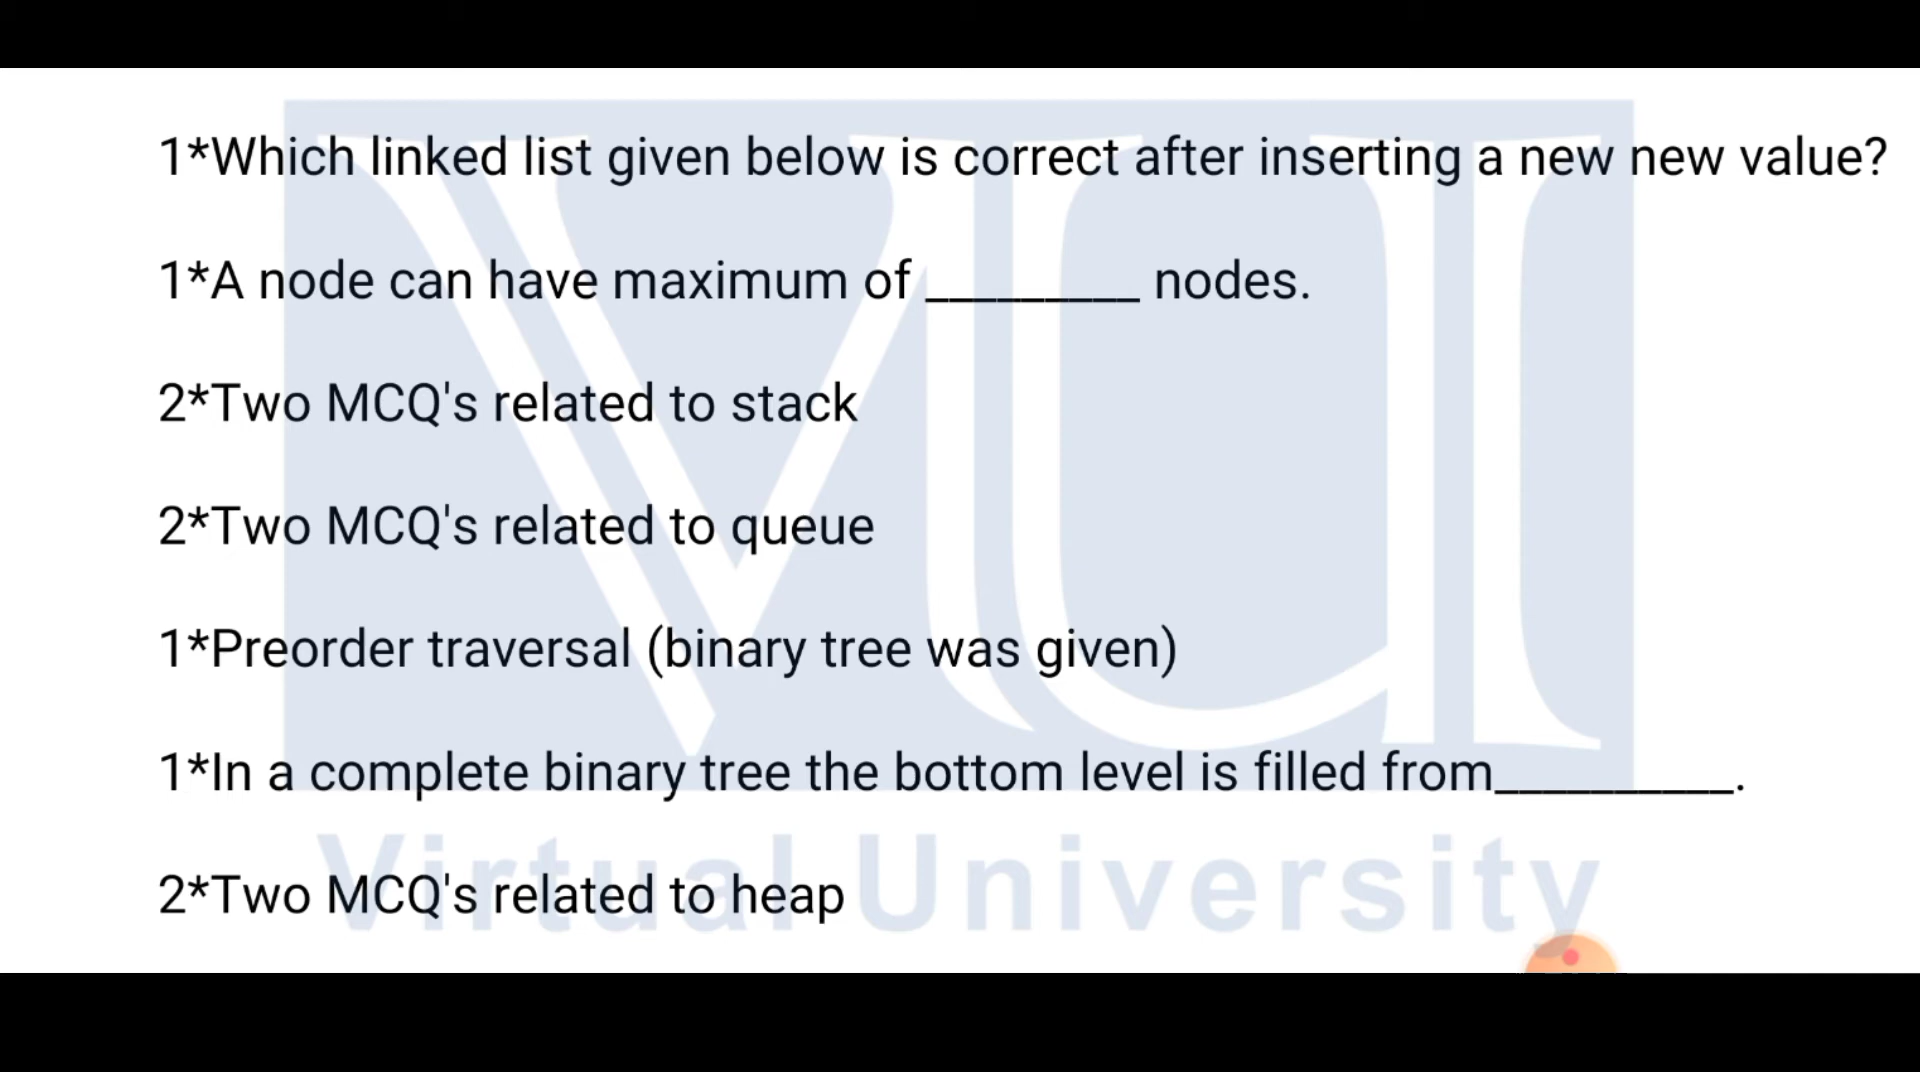 1*Which linked list given below is correct after inserting a new new value?
1*A node can have maximum of _________ nodes.
2*Two MCQ's related to stack
2*Two MCQ's related to queue
1*Preorder traversal (binary tree was given)
1*In a complete binary tree the bottom level is filled from__________.
2*Two MCQ's related to heap
VU
Virtual University